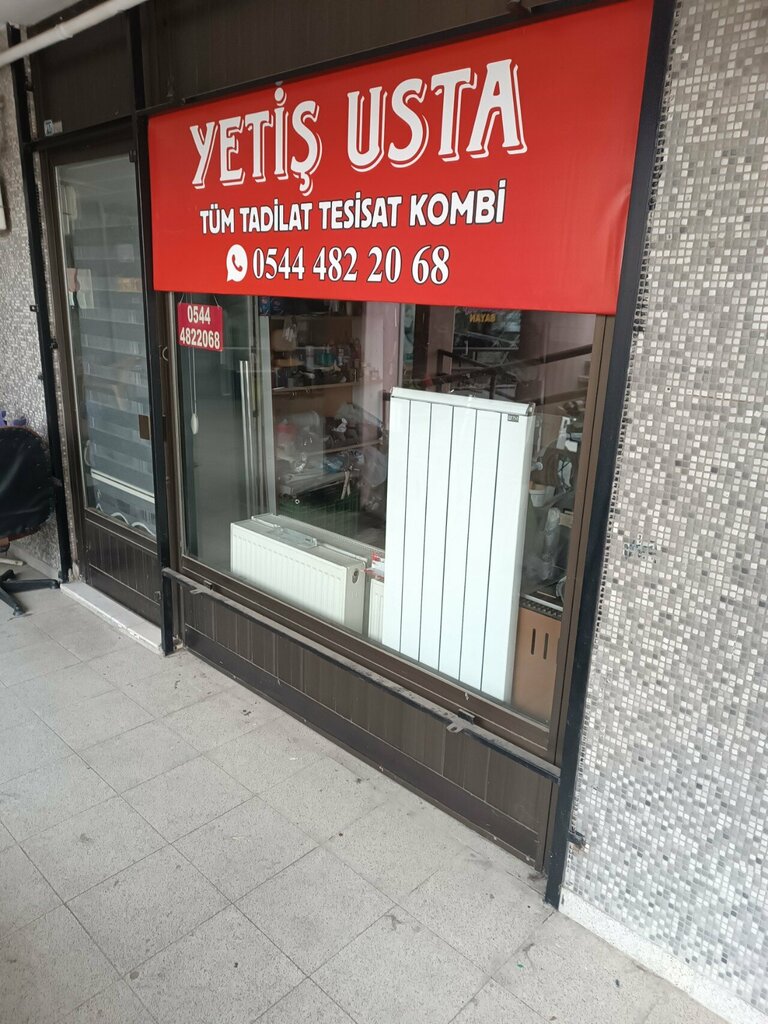 YETİŞ USTA
TÜM TADİLAT TESİSAT KOMBİ
0544 482 20 68
0544
4822068